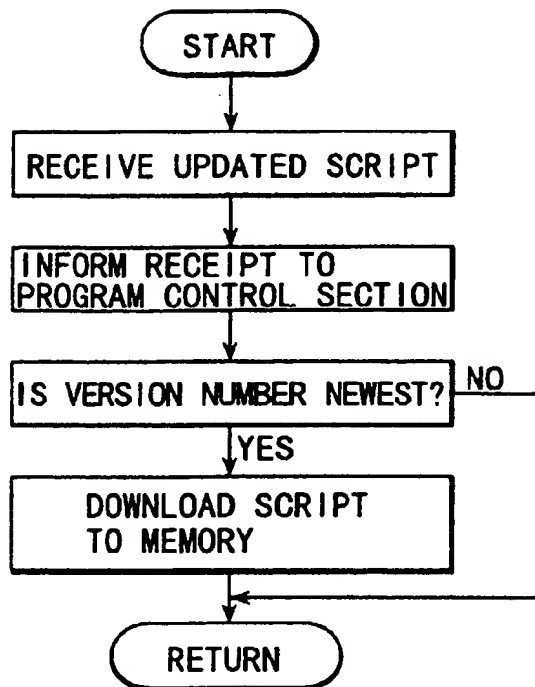 START
RECEIVE UPDATED SCRIPT
INFORM RECEIPT TO
PROGRAM CONTROL SECTION
IS VERSION NUMBER NEWEST?
NO
YES
DOWNLOAD SCRIPT
TO MEMORY
RETURN